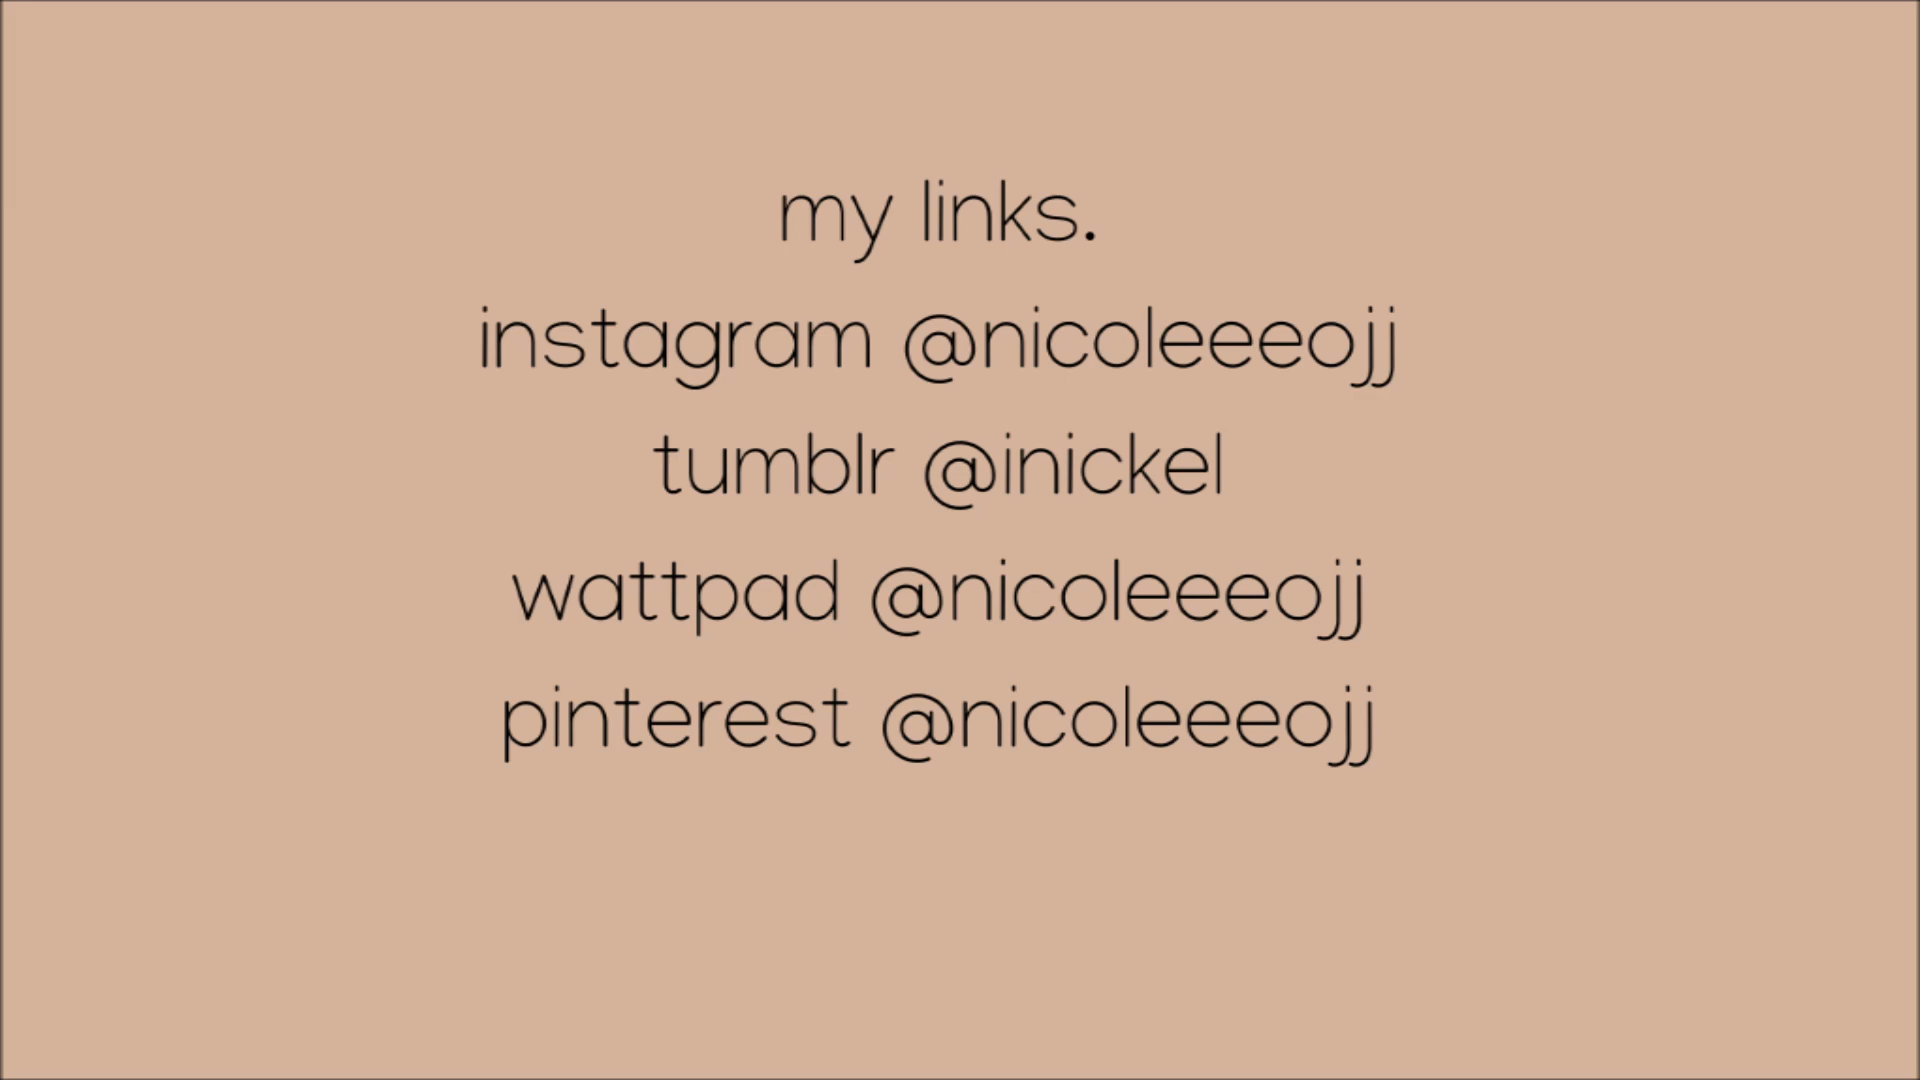 my links.
instagram @nicoleeeojj
tumblr @inickel
wattpad @nicoleeeojj
pinterest @nicoleeeojj